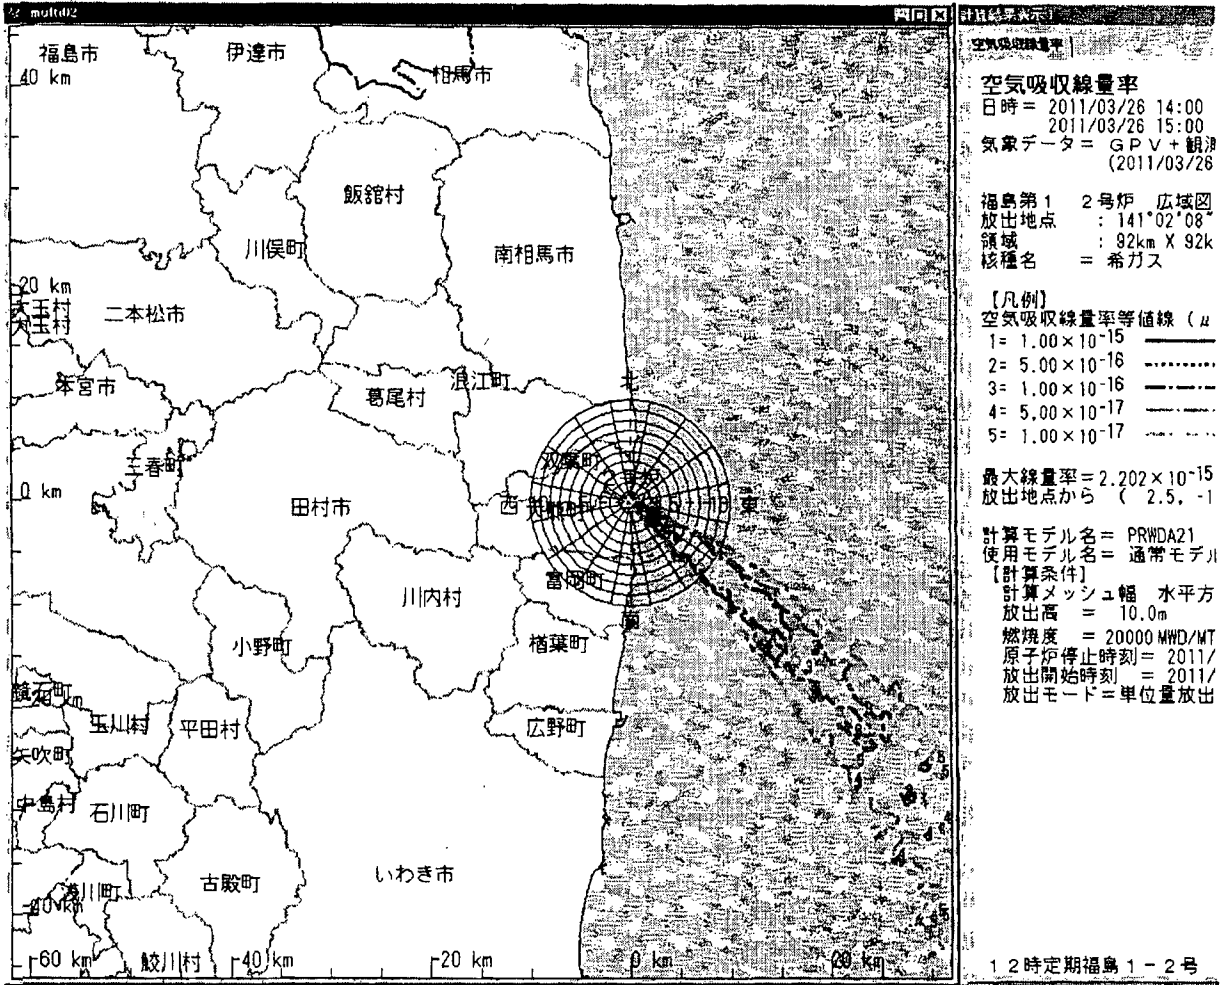 multi02
福島市
伊達市
相馬市
40 km
飯舘村
川俣町
南相馬市
20 km
大玉村
二本松市
本宮市
浪江町
葛尾村
北
三春町
双葉町
0 km
田村市
西
東
富岡町
川内村
南
小野町
楢葉町
鏡石町
玉川村
平田村
広野町
矢吹町
中島村
石川町
いわき市
古殿町
浅川町
-40 km
鮫川村
-60 km
-40 km
-20 km
0 km
20 km
計算結果表示
空気吸収線量率
空気吸収線量率
日時= 2011/03/26 14:00
2011/03/26 15:00
気象データ= GPV+観測
(2011/03/26
福島第1 2号炉 広域図
放出地点 : 141°02'08"
領域 : 92km X 92k
核種名 = 希ガス
【凡例】
空気吸収線量率等値線 (μ
1= 1.00×10-15
2= 5.00×10-16
3= 1.00×10-16
4= 5.00×10-17
5= 1.00×10-17
最大線量率=2.202×10-15
放出地点から ( 2.5, -1
計算モデル名= PRWDA21
使用モデル名= 通常モデル
【計算条件】
計算メッシュ幅 水平方
放出高 = 10.0m
燃焼度 = 20000MWD/MT
原子炉停止時刻= 2011/
放出開始時刻 = 2011/
放出モード=単位量放出
12時定期福島1-2号